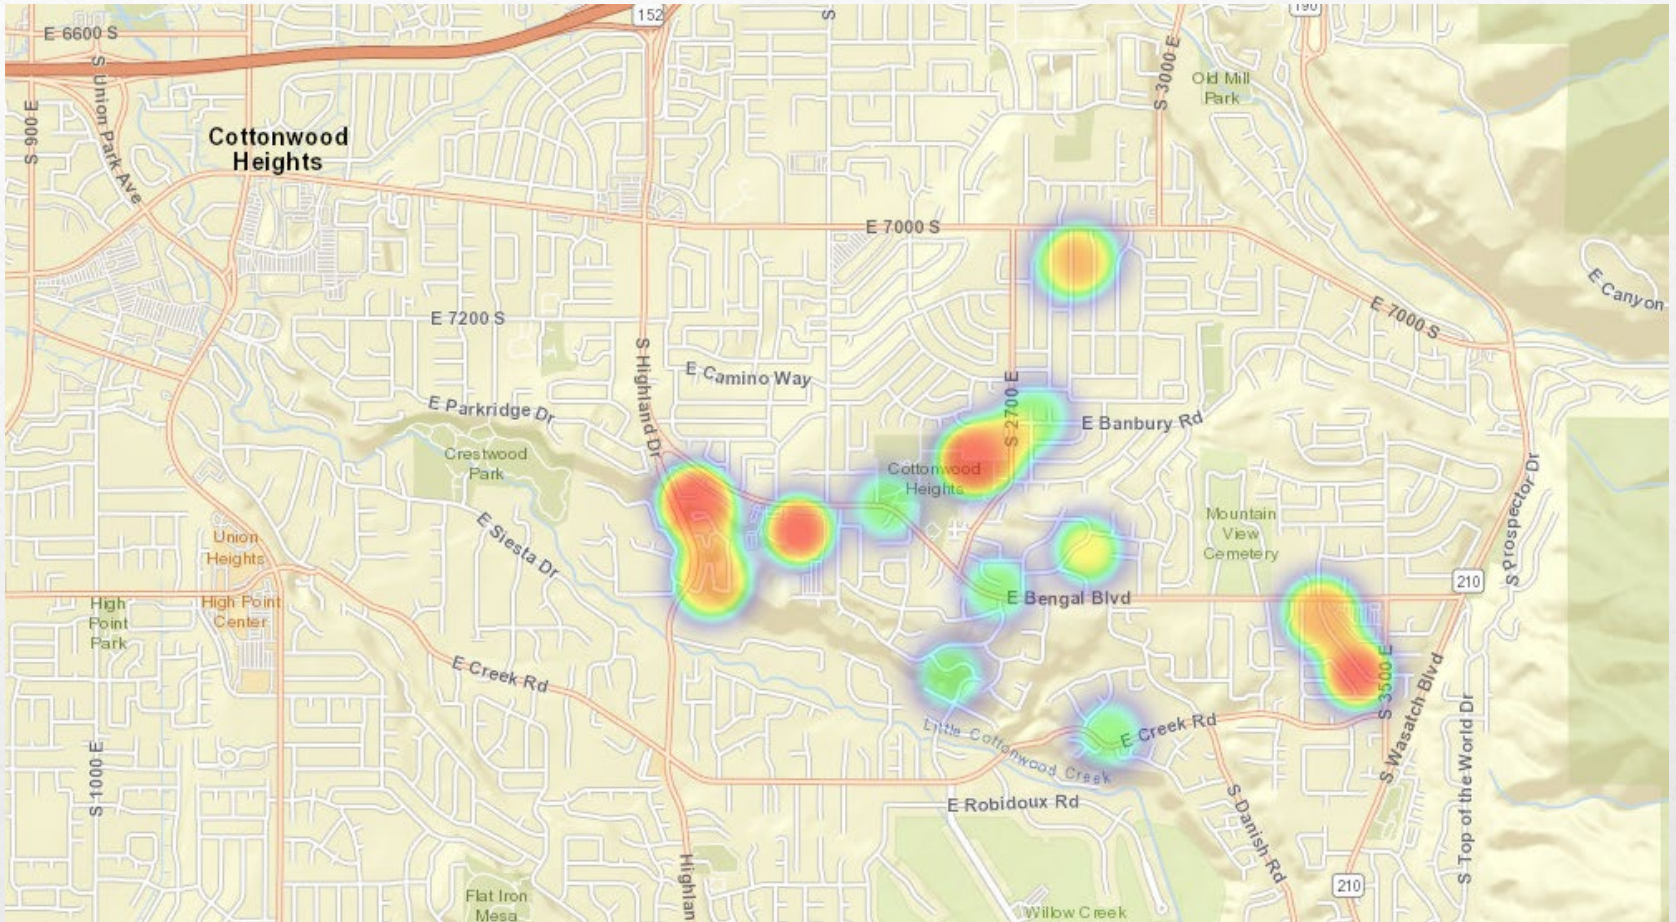 152
S
190
E 6600 S
S Union Park Ave
S 900 E
S 3000 E
Old Mill
Park
Cottonwood
Heights
E 7000 S
E Canyon
E 7000 S
E 7200 S
S Highland Dr
E Camino Way
S 2700 E
E Parkridge Dr
E Banbury Rd
Crestwood
Park
Cottonwood
Heights
S Prospector Dr
E Siesta Dr
Mountain
View
Cemetery
Union
Heights
210
High
Point
Park
High Point
Center
E Bengal Blvd
E Creek Rd
S 3500 E
S Wasatch Blvd
Little Cottonwood Creek
E Creek Rd
S 1000 E
E Robidoux Rd
S Danish Rd
S Top of the World Dr
Highlan
210
Flat Iron
Mesa
Willow Creek